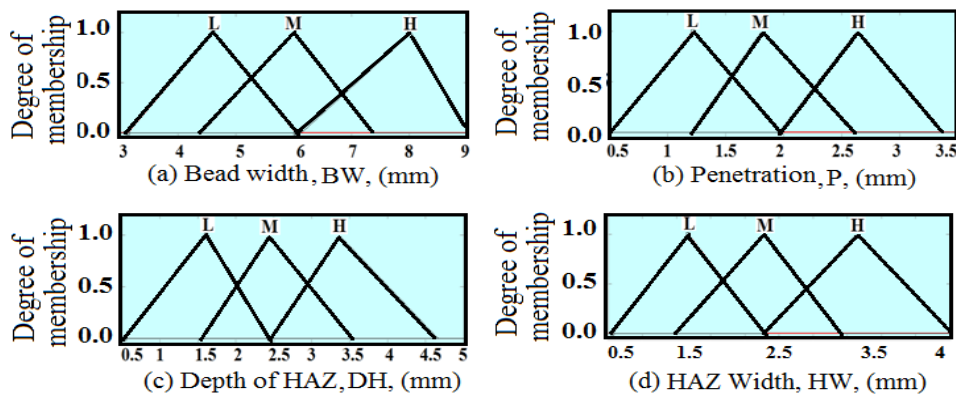 Degree of membership
1.0
0.5
0.0
L M H
3 4 5 6 7 8 9
(a) Bead width, BW, (mm)
Degree of membership
1.0
0.5
0.0
L M H
0.5 1 1.5 2 2.5 3 3.5
(b) Penetration, P, (mm)
Degree of membership
1.0
0.5
0.0
L M H
0.5 1 1.5 2 2.5 3 3.5 4 4.5 5
(c) Depth of HAZ, DH, (mm)
Degree of membership
1.0
0.5
0.0
L M H
0.5 1.5 2.5 3.5 4
(d) HAZ Width, HW, (mm)